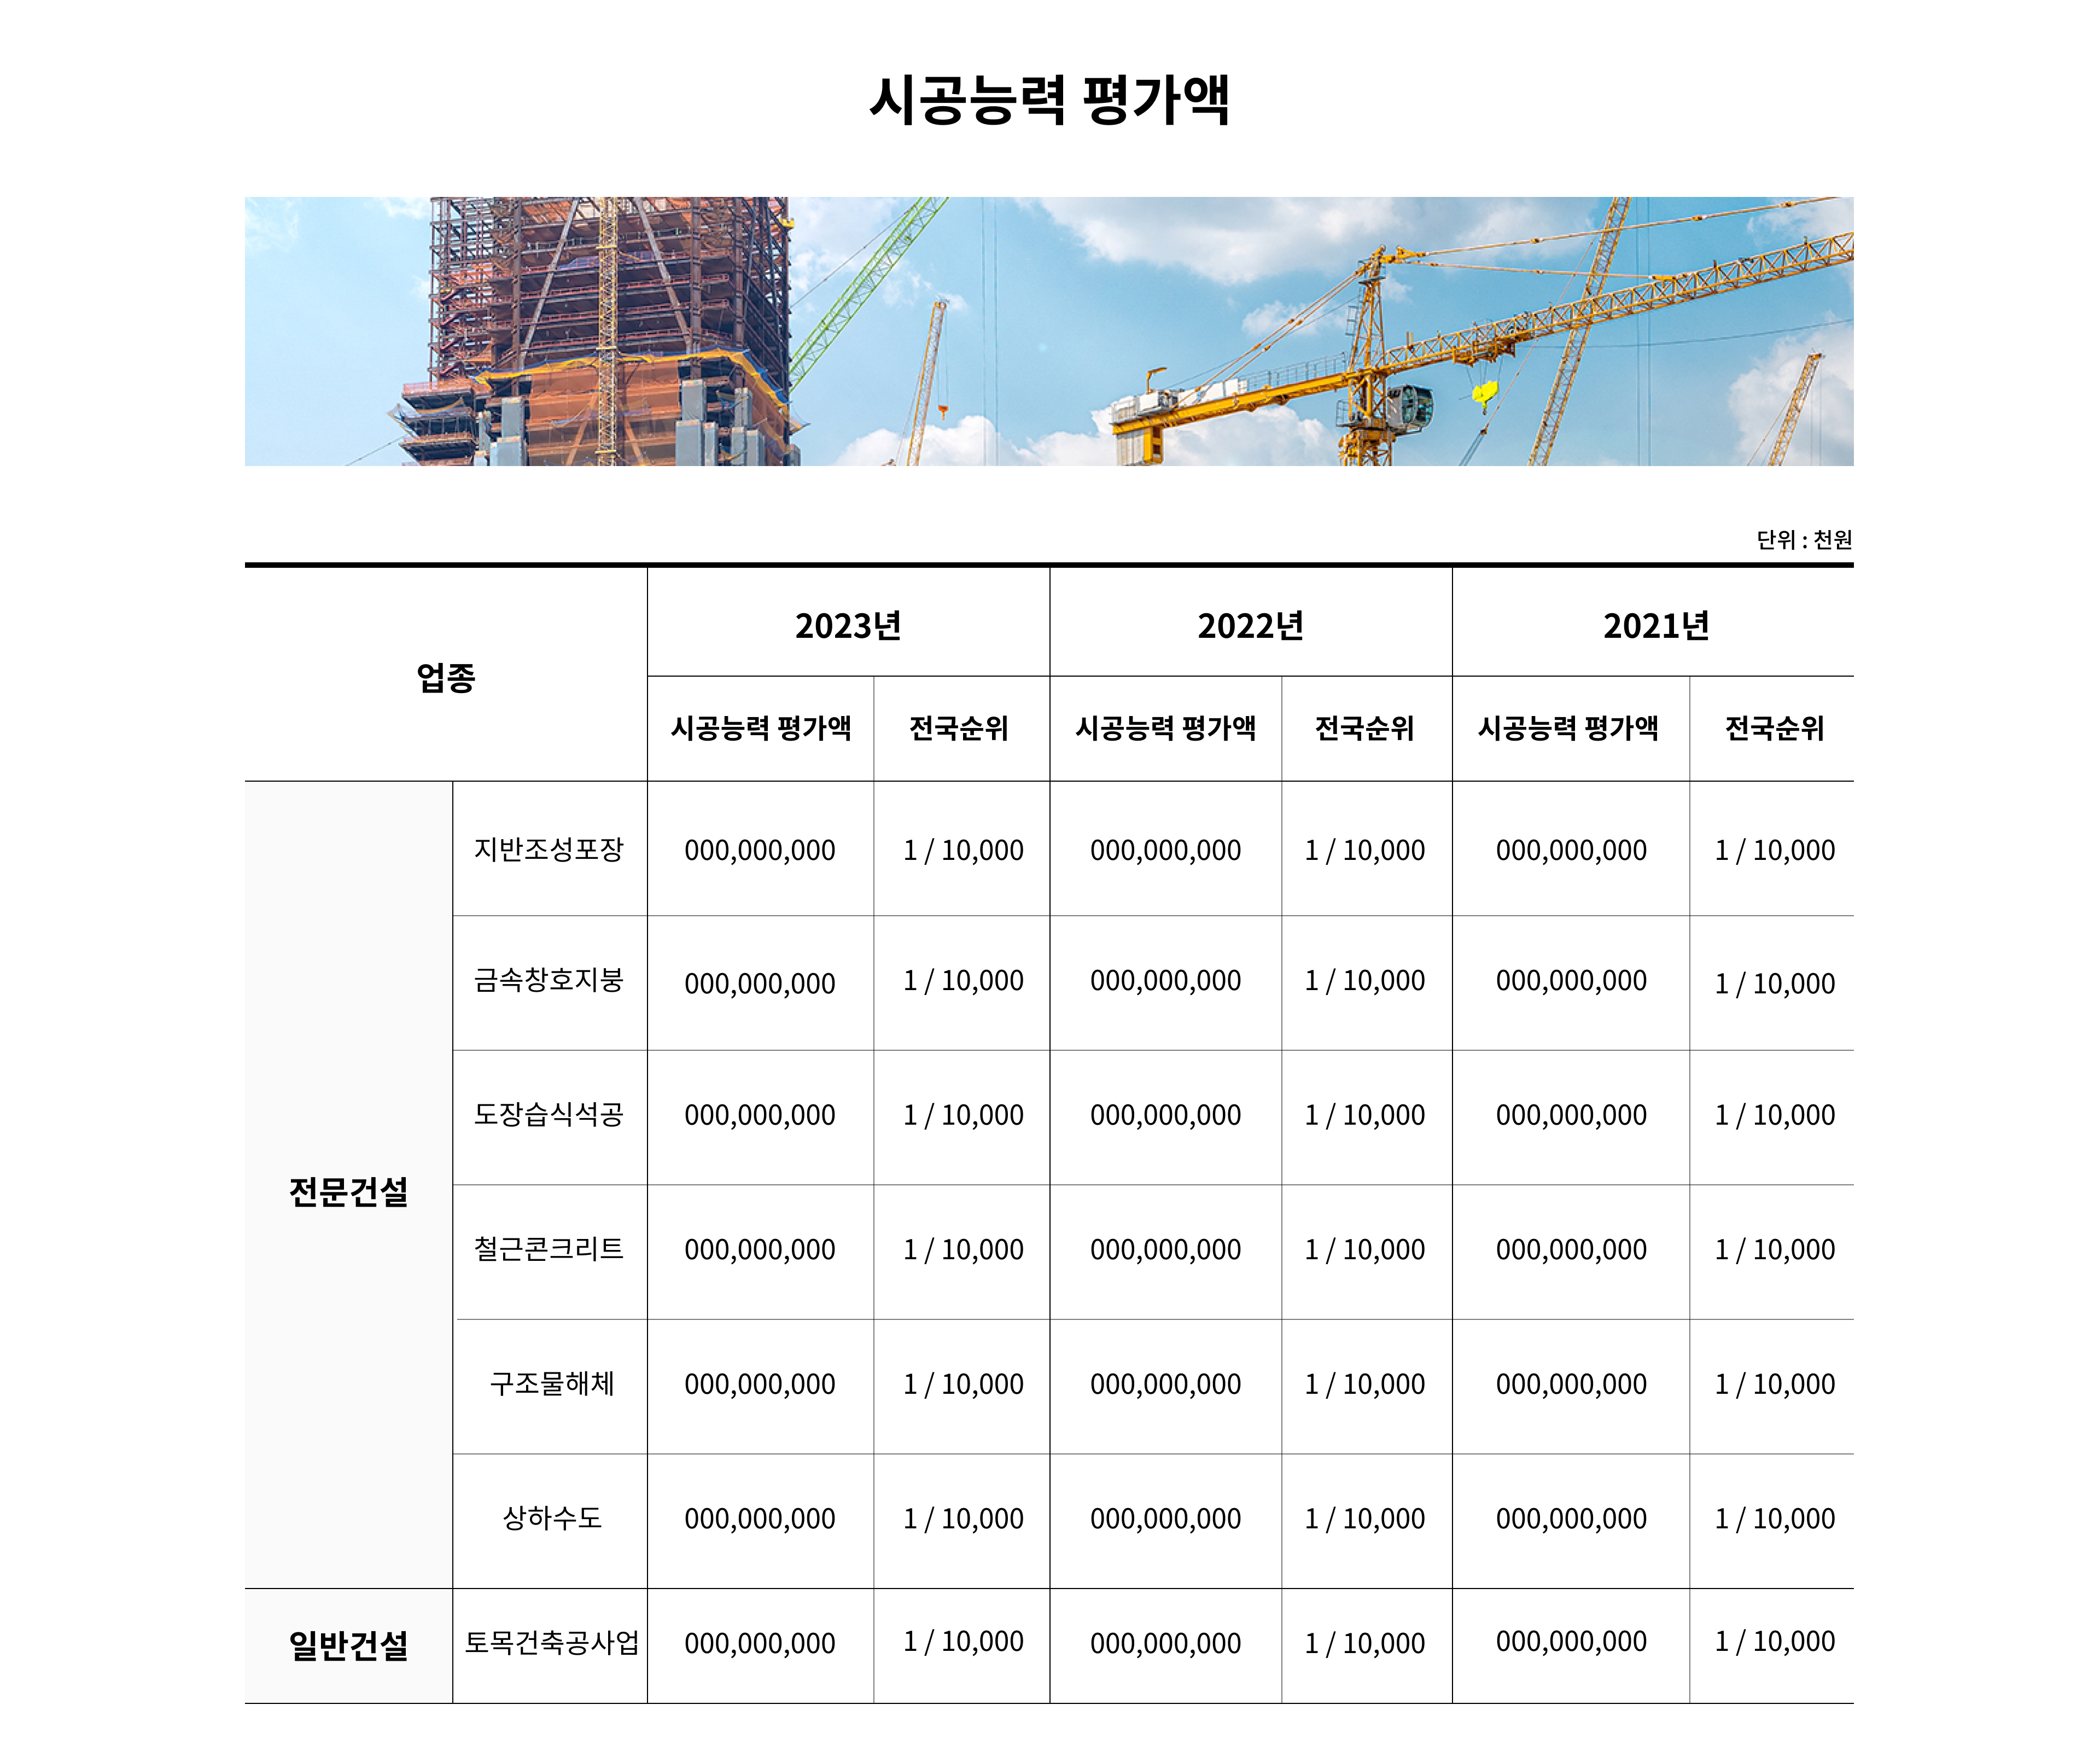 시공능력 평가액
단위 : 천원
업종 2023년 2022년 2021년
시공능력 평가액 전국순위 시공능력 평가액 전국순위 시공능력 평가액 전국순위
전문건설
지반조성포장 000,000,000 1 / 10,000 000,000,000 1 / 10,000 000,000,000 1 / 10,000
금속창호지붕 000,000,000 1 / 10,000 000,000,000 1 / 10,000 000,000,000 1 / 10,000
도장습식석공 000,000,000 1 / 10,000 000,000,000 1 / 10,000 000,000,000 1 / 10,000
철근콘크리트 000,000,000 1 / 10,000 000,000,000 1 / 10,000 000,000,000 1 / 10,000
구조물해체 000,000,000 1 / 10,000 000,000,000 1 / 10,000 000,000,000 1 / 10,000
상하수도 000,000,000 1 / 10,000 000,000,000 1 / 10,000 000,000,000 1 / 10,000
일반건설 토목건축공사업 000,000,000 1 / 10,000 000,000,000 1 / 10,000 000,000,000 1 / 10,000